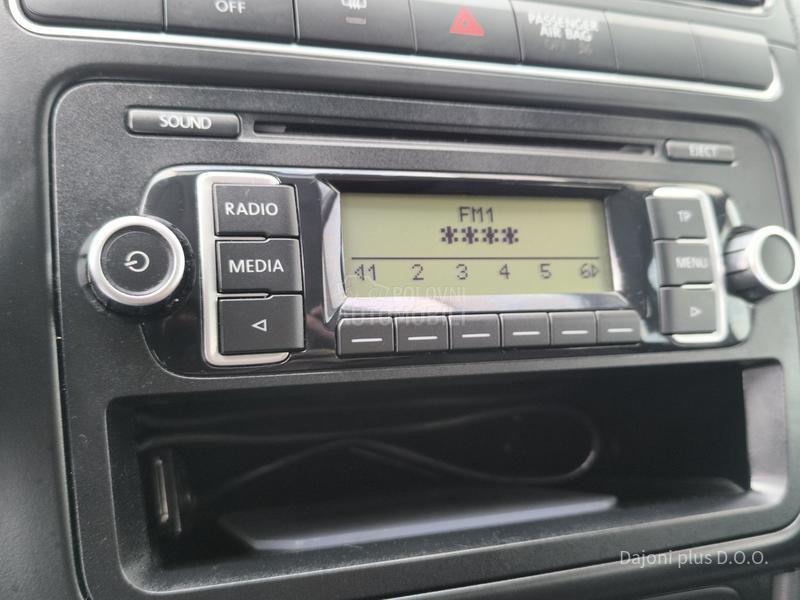 OFF
PASSENGER
AIR BAG
OFF
SOUND
EJECT
RADIO
FM1
TP
MEDIA
****
MENU
1 2 3 4 5 6
POLOVNI
AUTOMOBILI
Dajoni plus D.O.O.